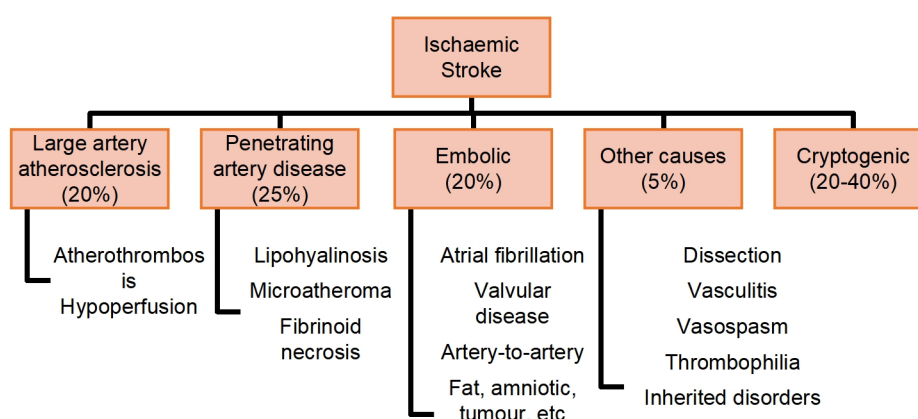 Ischaemic
Stroke
Large artery
atherosclerosis
(20%)
Penetrating
artery disease
(25%)
Embolic
(20%)
Other causes
(5%)
Cryptogenic
(20-40%)
Atherothrombos
is
Hypoperfusion
Lipohyalinosis
Microatheroma
Fibrinoid
necrosis
Atrial fibrillation
Valvular
disease
Artery-to-artery
Fat, amniotic,
tumour, etc
Dissection
Vasculitis
Vasospasm
Thrombophilia
Inherited disorders